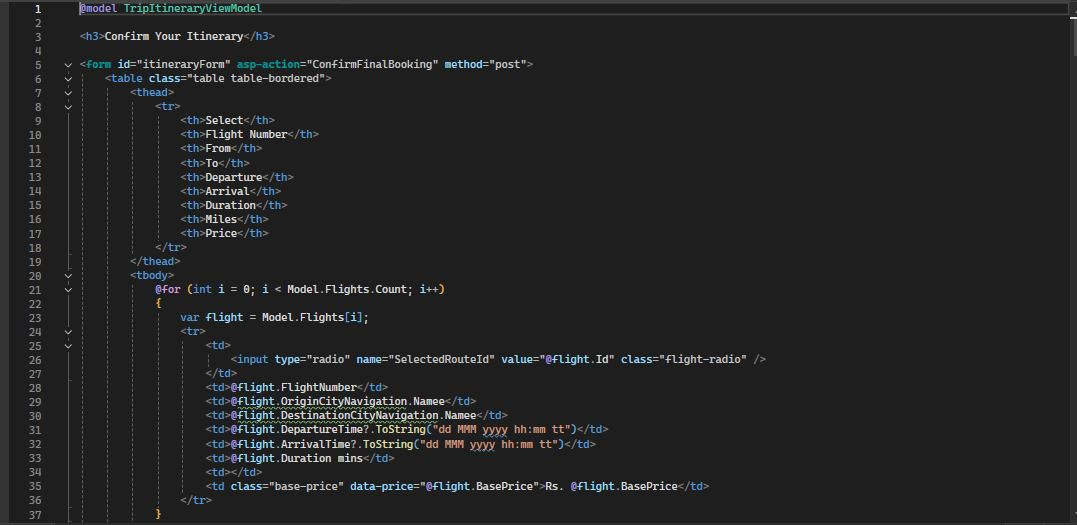 1 @model TripItineraryViewModel
2
3 <h3>Confirm Your Itinerary</h3>
4
5 <form id="itineraryForm" asp-action="ConfirmFinalBooking" method="post">
6 <table class="table table-bordered">
7 <thead>
8 <tr>
9 <th>Select</th>
10 <th>Flight Number</th>
11 <th>From</th>
12 <th>To</th>
13 <th>Departure</th>
14 <th>Arrival</th>
15 <th>Duration</th>
16 <th>Miles</th>
17 <th>Price</th>
18 </tr>
19 </thead>
20 <tbody>
21 @for (int i = 0; i < Model.Flights.Count; i++)
22 {
23 var flight = Model.Flights[i];
24 <tr>
25 <td>
26 <input type="radio" name="SelectedRouteId" value="@flight.Id" class="flight-radio" />
27 </td>
28 <td>@flight.FlightNumber</td>
29 <td>@flight.OriginCityNavigation.Namee</td>
30 <td>@flight.DestinationCityNavigation.Namee</td>
31 <td>@flight.DepartureTime?.ToString("dd MMM yyyy hh:mm tt")</td>
32 <td>@flight.ArrivalTime?.ToString("dd MMM yyyy hh:mm tt")</td>
33 <td>@flight.Duration mins</td>
34 <td></td>
35 <td class="base-price" data-price="@flight.BasePrice">Rs. @flight.BasePrice</td>
36 </tr>
37 }